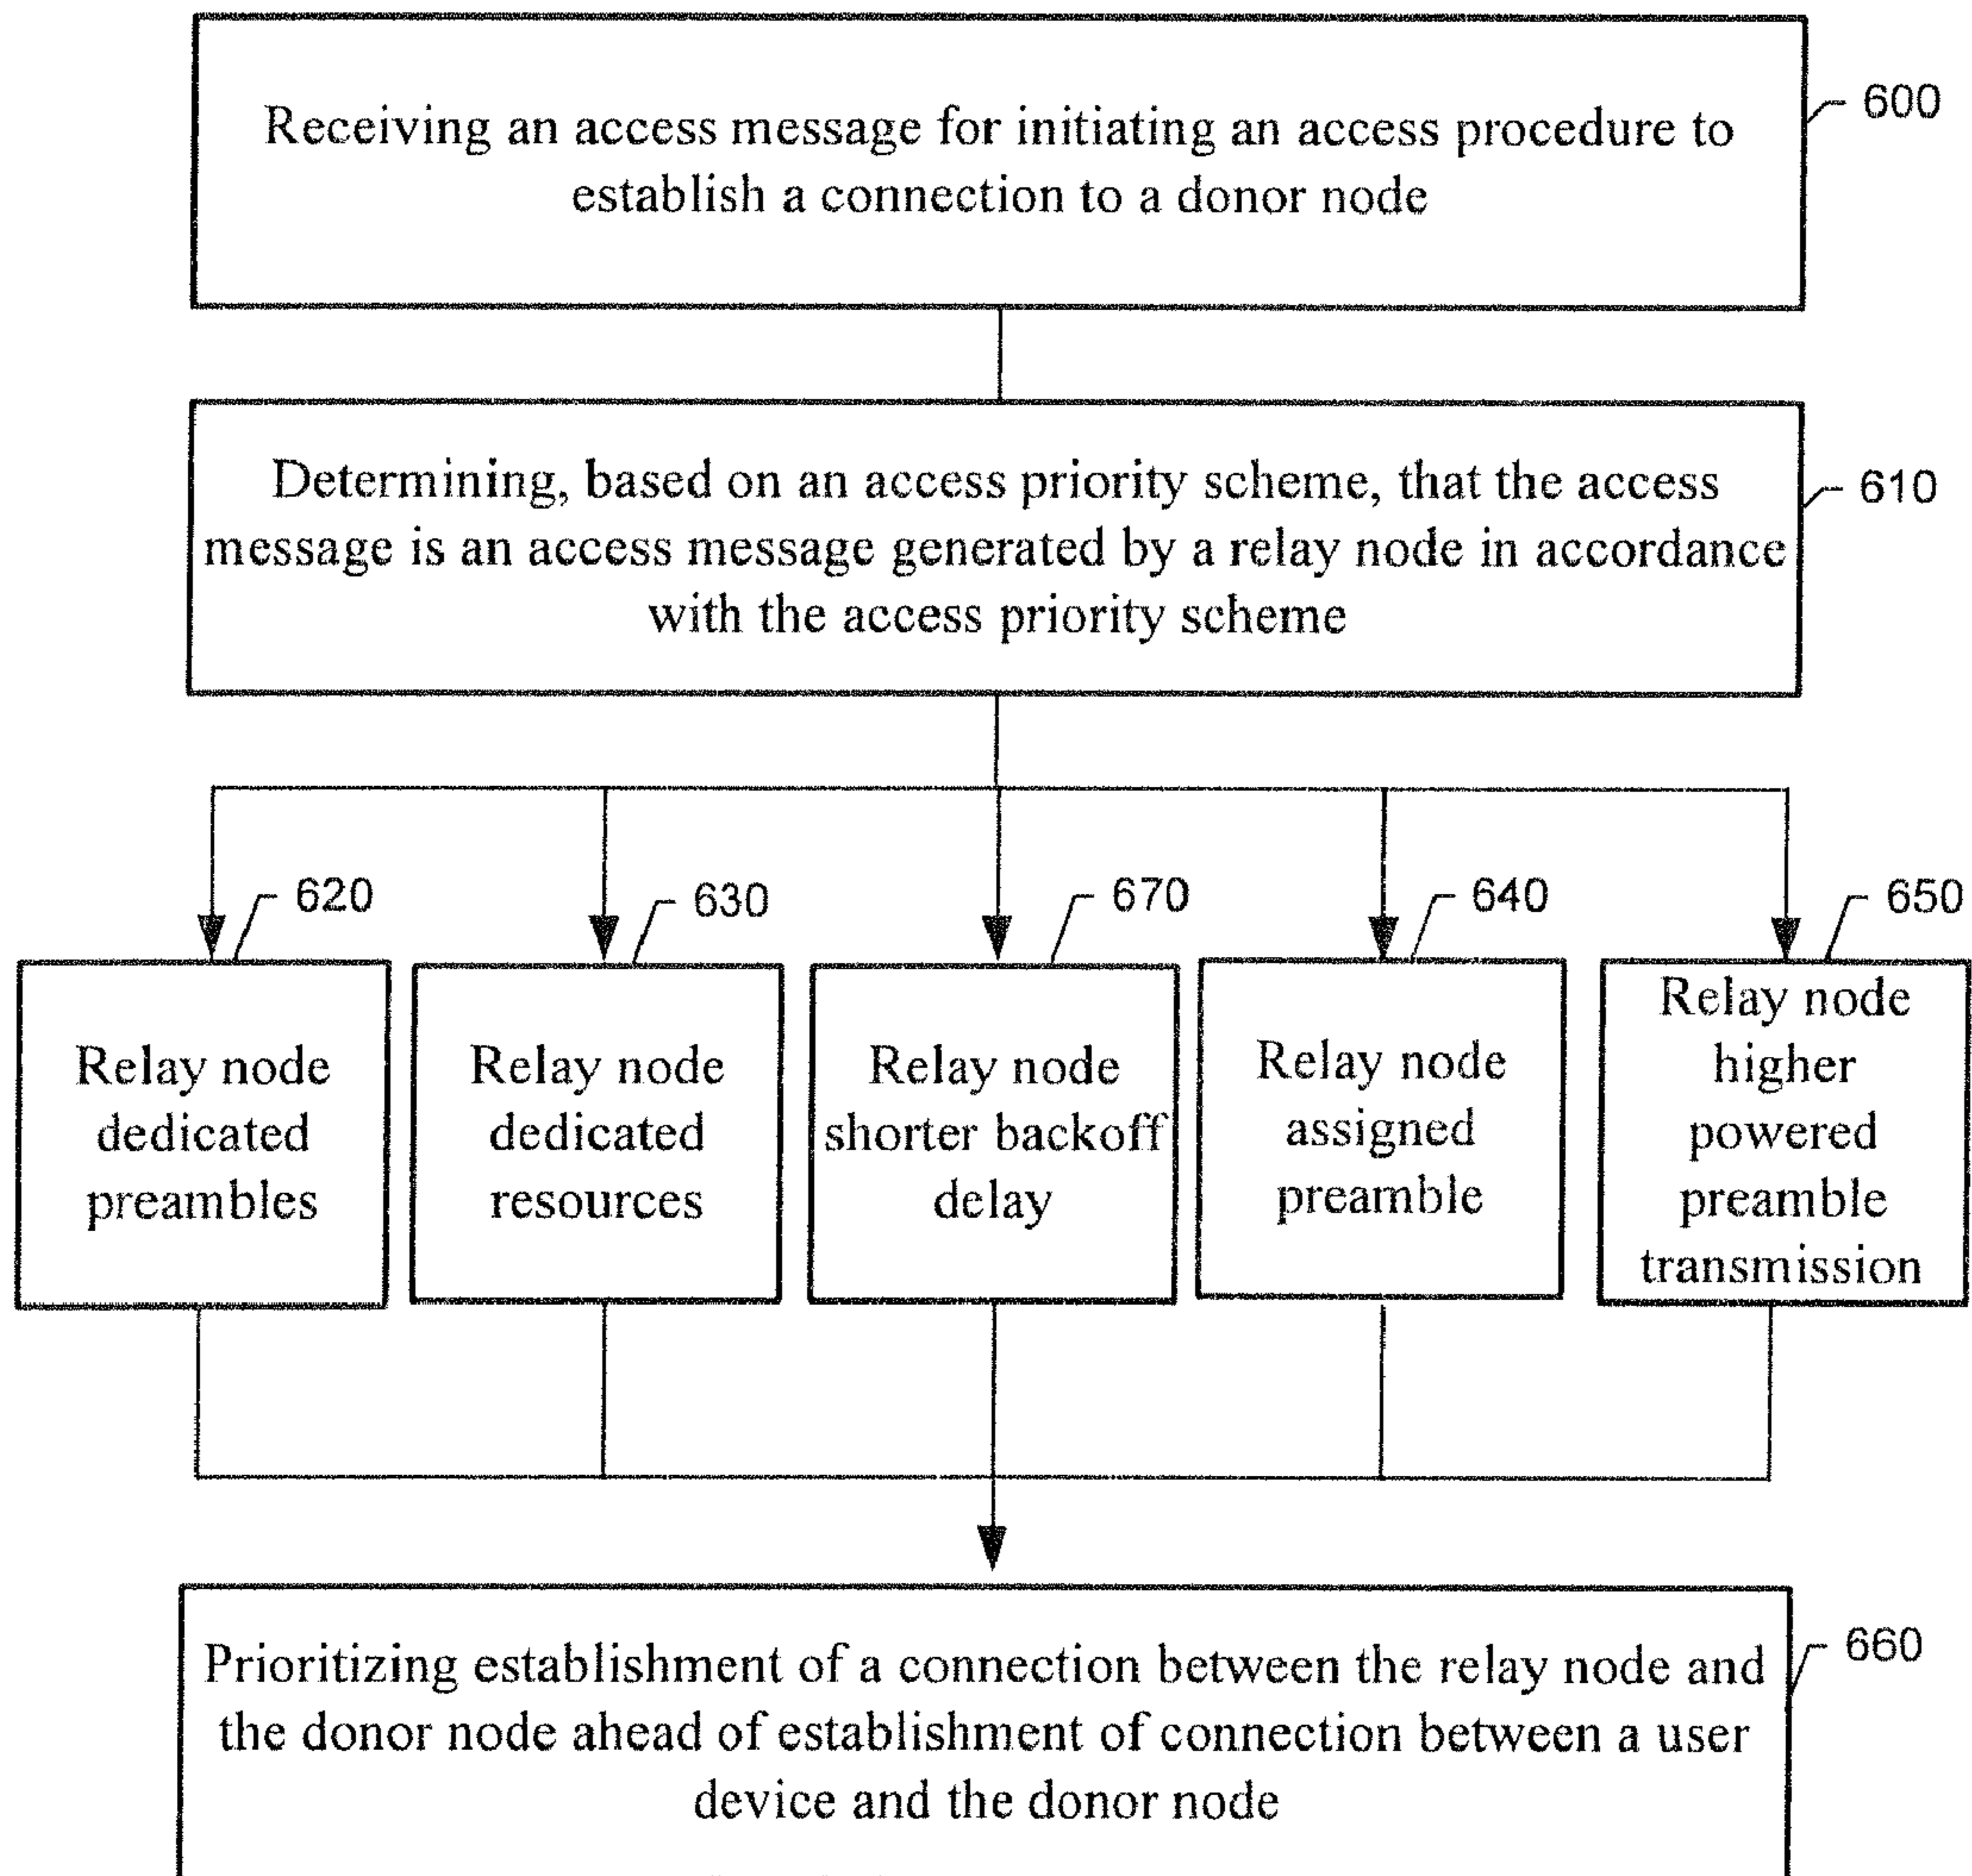 Receiving an access message for initiating an access procedure to
establish a connection to a donor node
600
Determining, based on an access priority scheme, that the access
message is an access message generated by a relay node in accordance
with the access priority scheme
610
620
Relay node
dedicated
preambles
630
Relay node
dedicated
resources
670
Relay node
shorter backoff
delay
640
Relay node
assigned
preamble
650
Relay node
higher
powered
preamble
transmission
Prioritizing establishment of a connection between the relay node and
the donor node ahead of establishment of connection between a user
device and the donor node
660